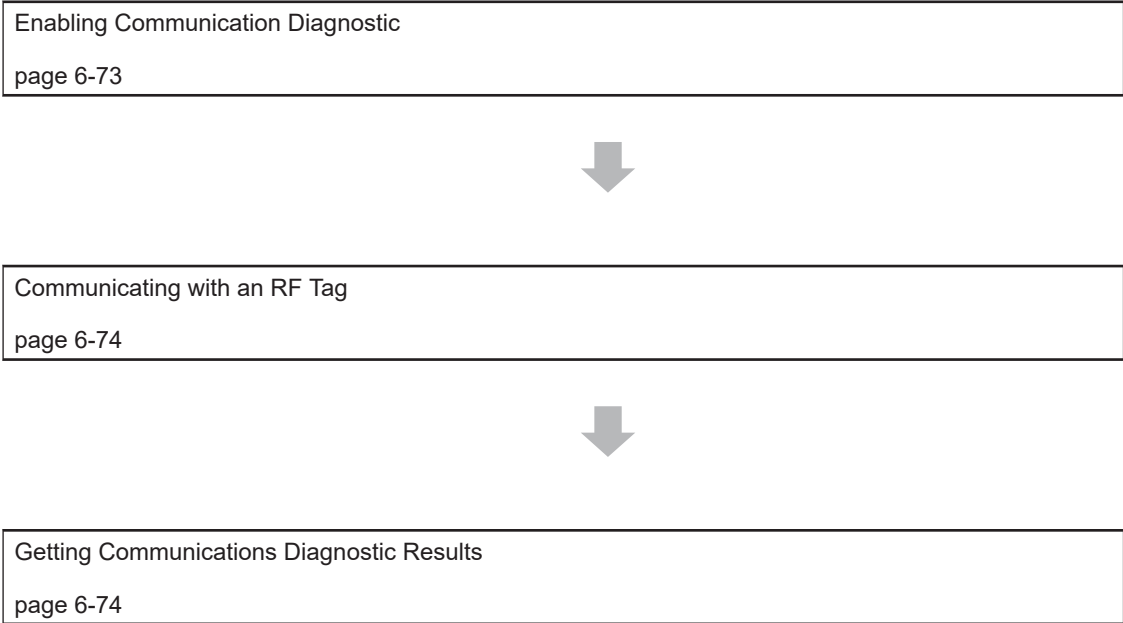 Enabling Communication Diagnostic
page 6-73
Communicating with an RF Tag
page 6-74
Getting Communications Diagnostic Results
page 6-74